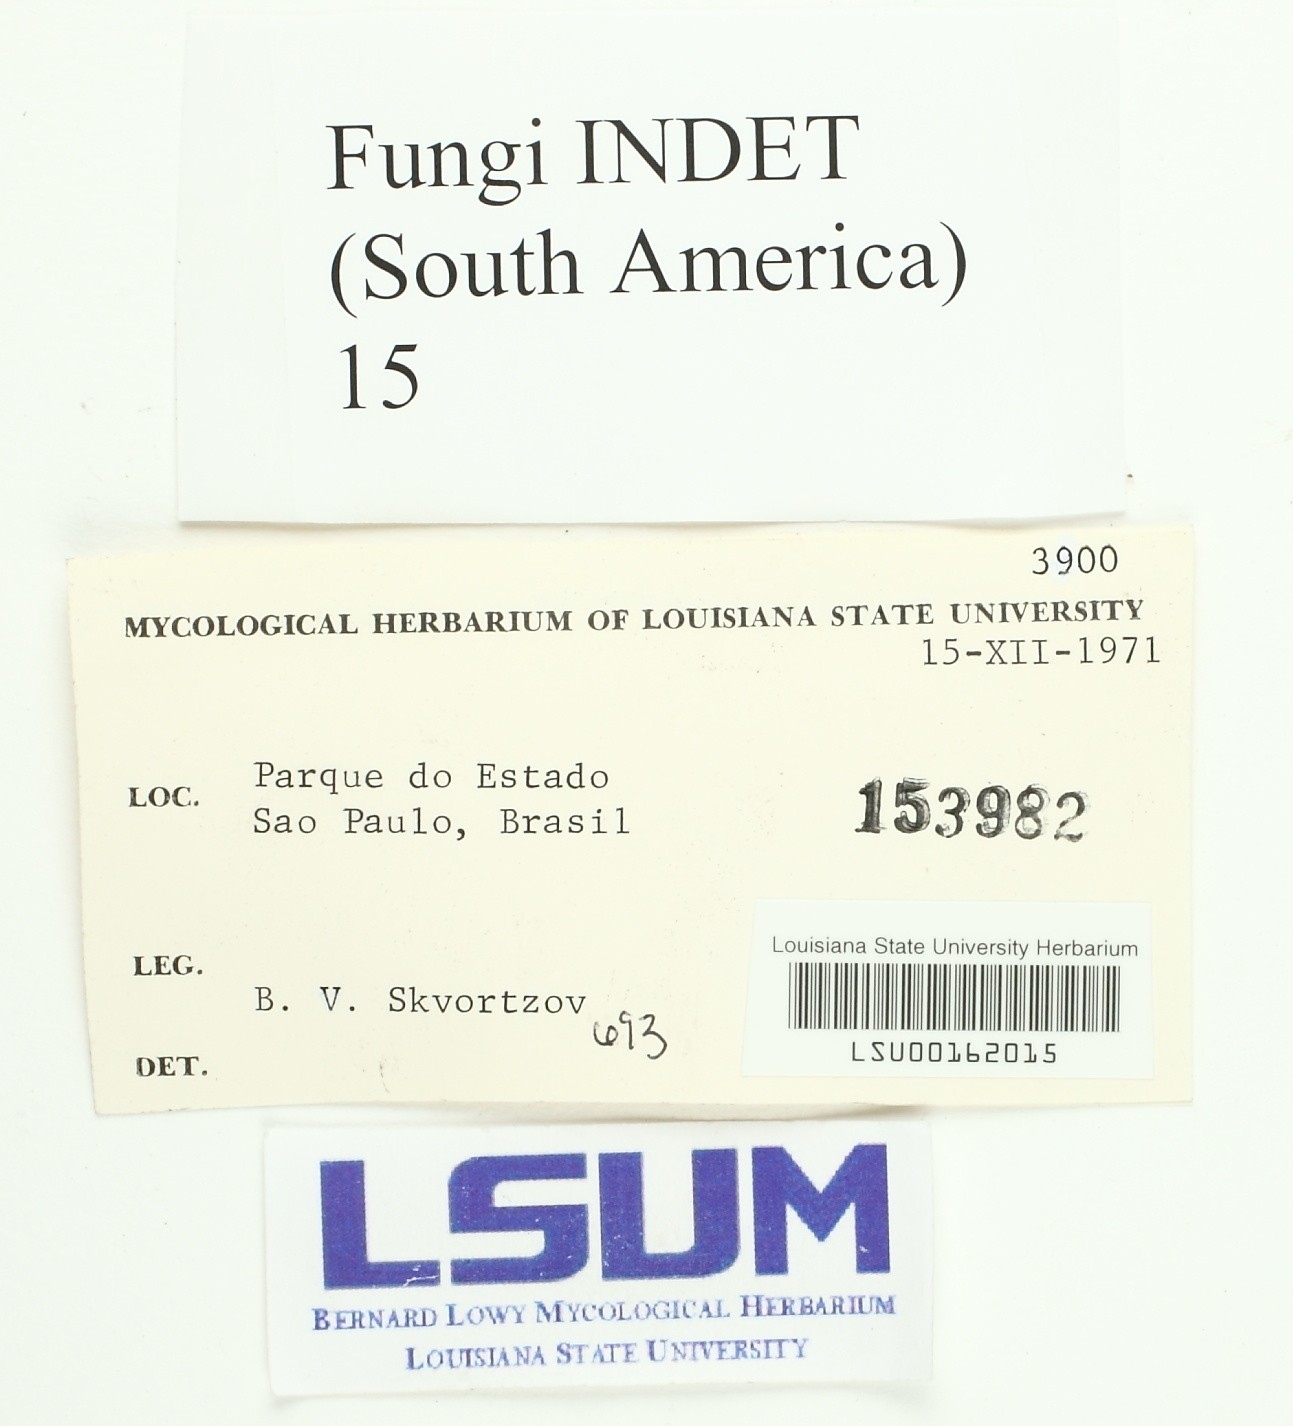 Fungi INDET
(South America)
15
3900
MYCOLOGICAL HERBARIUM OF LOUISIANA STATE UNIVERSITY
15-XII-1971
LOC. Parque do Estado
Sao Paulo, Brasil
153982
Louisiana State University Herbarium
LSU00162015
LEG.
B. V. Skvortzov
693
DET.
LSUM
BERNARD LOWY MYCOLOGICAL HERBARIUM
LOUISIANA STATE UNIVERSITY